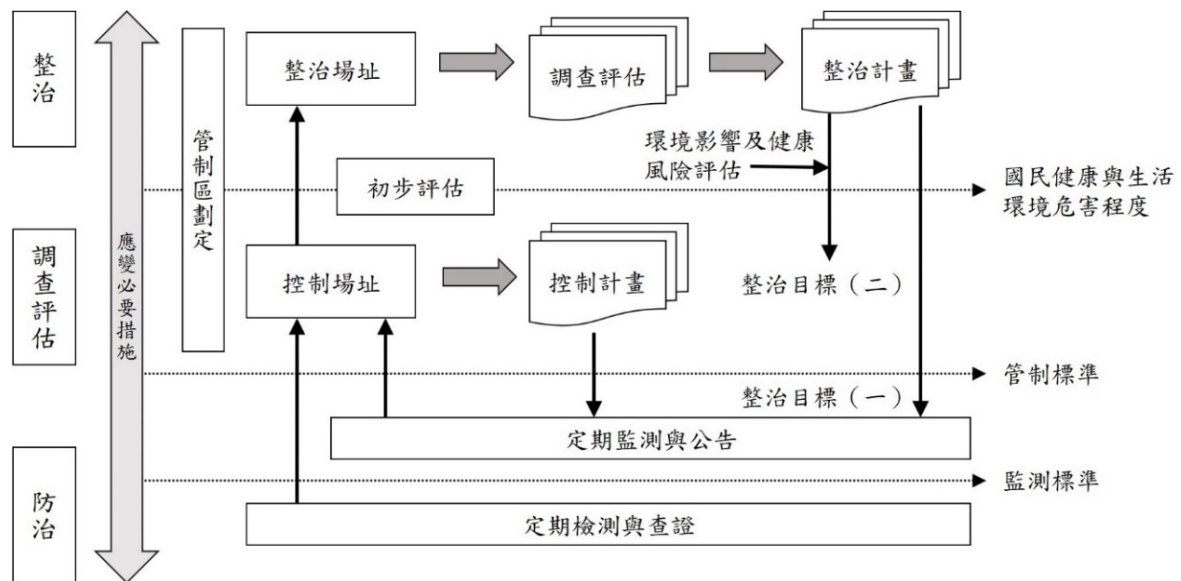 整治
整治場址
調查評估
整治計畫
管制區劃定
環境影響及健康
風險評估
初步評估
國民健康與生活
環境危害程度
調查評估
應變必要措施
控制場址
控制計畫
整治目標（二）
管制標準
整治目標（一）
定期監測與公告
防治
監測標準
定期檢測與查證